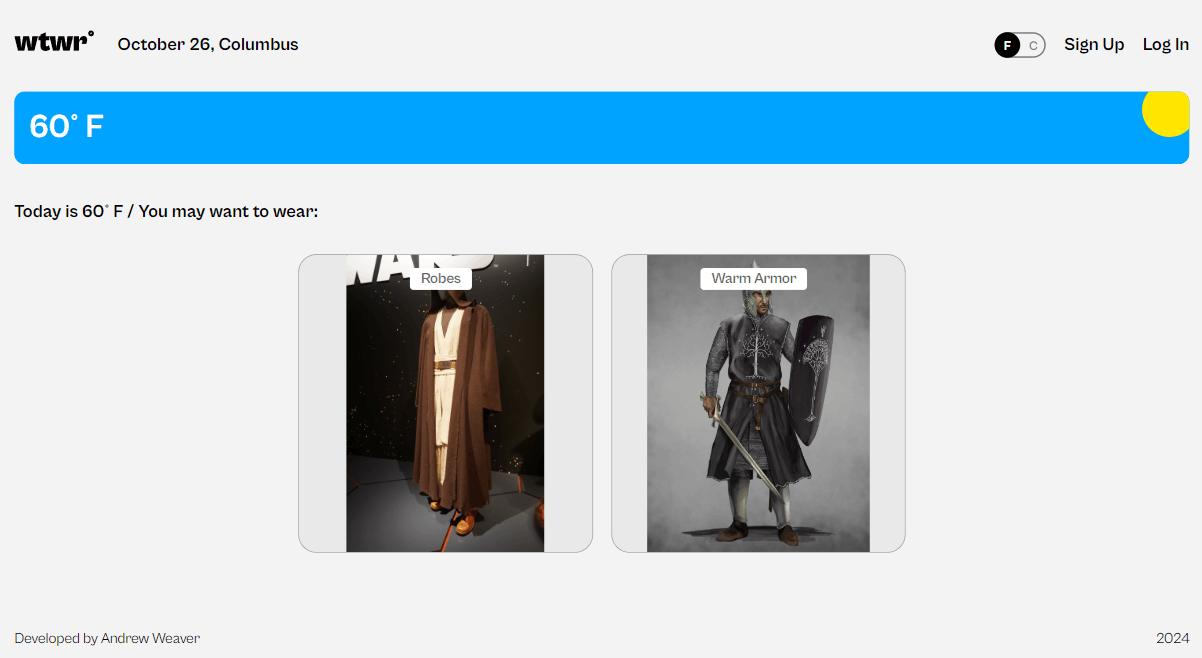 wtwr°
October 26, Columbus
F C
Sign Up
Log In
60° F
Today is 60° F / You may want to wear:
WARS
Robes
Warm Armor
Developed by Andrew Weaver
2024